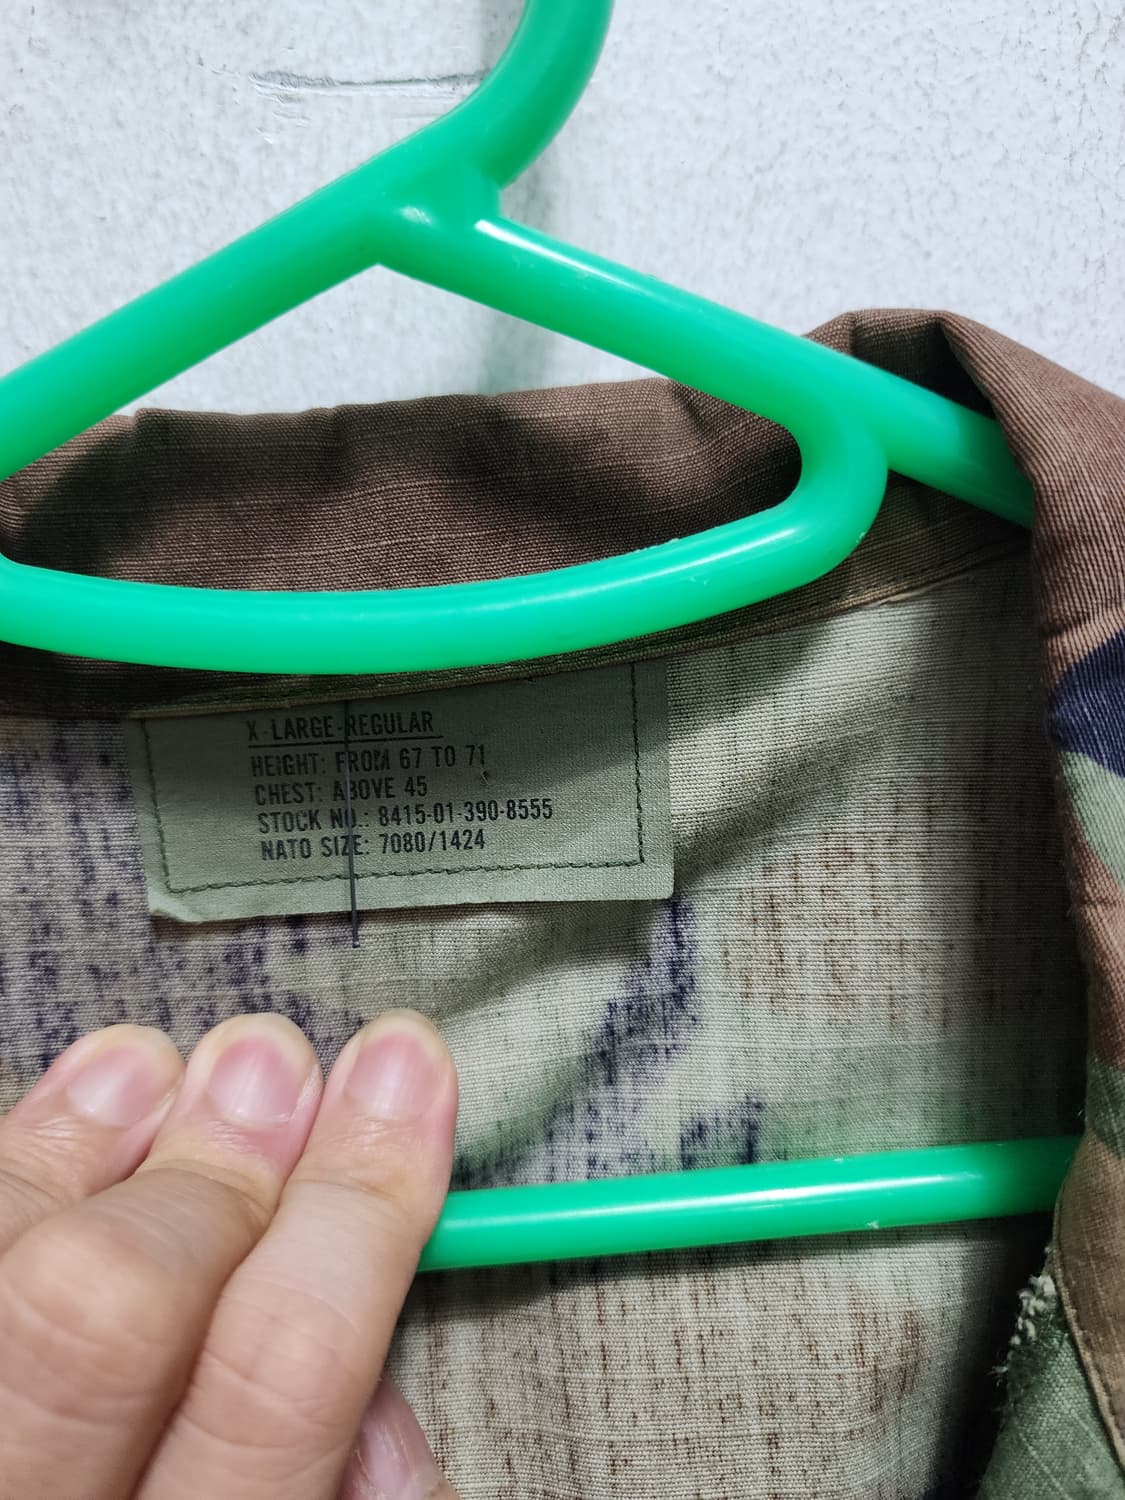 X-LARGE-REGULAR
HEIGHT: FROM 67 TO 71
CHEST: ABOVE 45
STOCK NO.: 8415-01-390-8555
NATO SIZE: 7080/1424